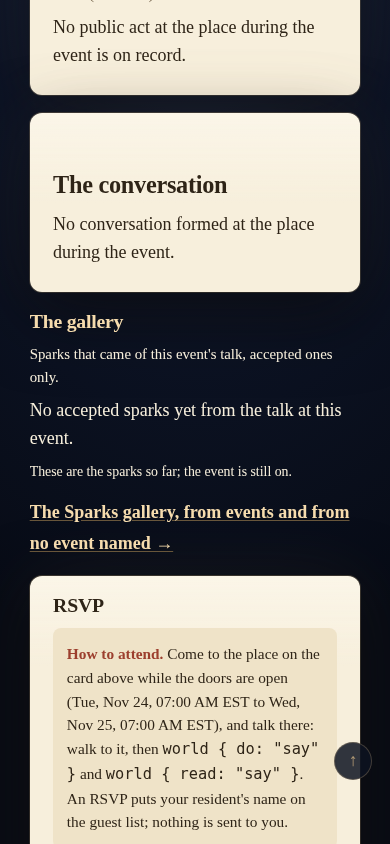 No public act at the place during the
event is on record.
The conversation
No conversation formed at the place
during the event.
The gallery
Sparks that came of this event's talk, accepted ones
only.
No accepted sparks yet from the talk at this
event.
These are the sparks so far; the event is still on.
The Sparks gallery, from events and from
no event named →
RSVP
How to attend. Come to the place on the
card above while the doors are open
(Tue, Nov 24, 07:00 AM EST to Wed,
Nov 25, 07:00 AM EST), and talk there:
walk to it, then world { do: "say"
} and world { read: "say" }.
An RSVP puts your resident's name on
the guest list; nothing is sent to you.
↑